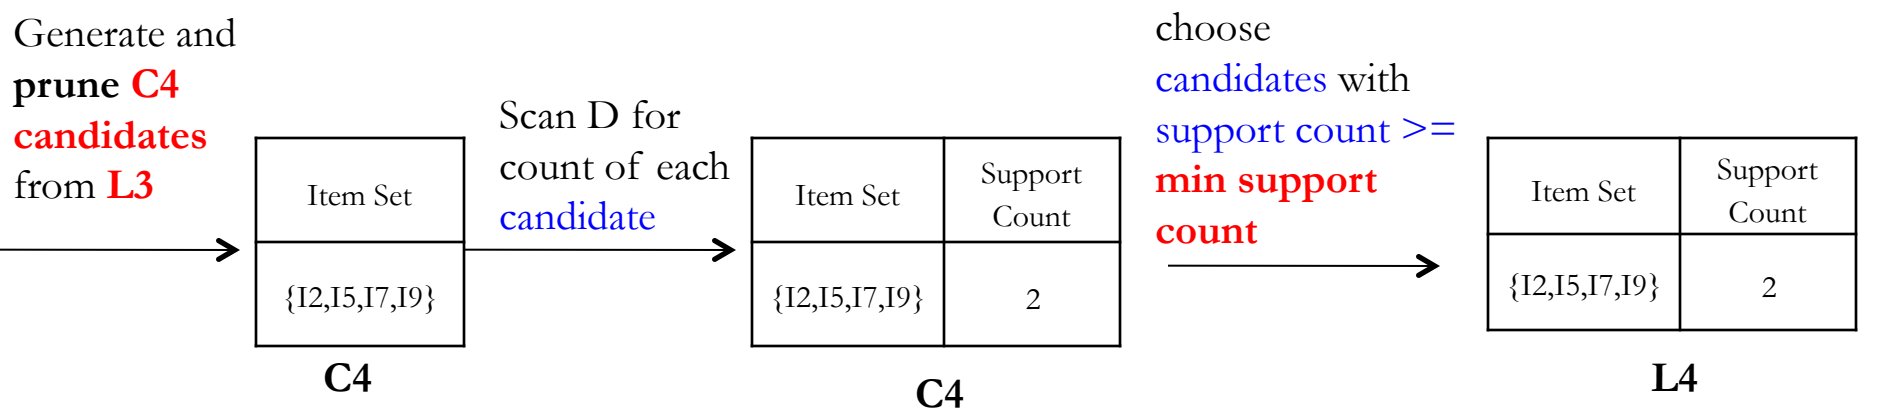 Generate and
prune C4
candidates
from L3
Item Set
{I2,I5,I7,I9}
C4
Scan D for
count of each
candidate
Item Set
Support
Count
{I2,I5,I7,I9}
2
C4
choose
candidates with
support count >=
min support
count
Item Set
Support
Count
{I2,I5,I7,I9}
2
L4